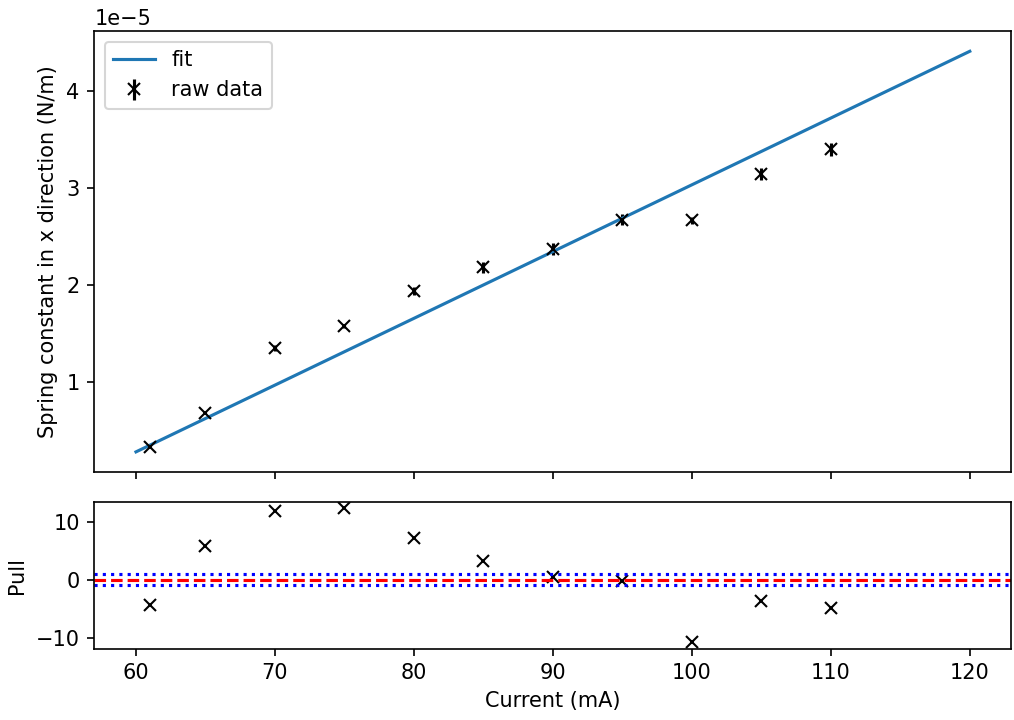 1e−5
fit
raw data
Spring constant in x direction (N/m)
4
3
2
1
Pull
10
0
−10
60
70
80
90
100
110
120
Current (mA)